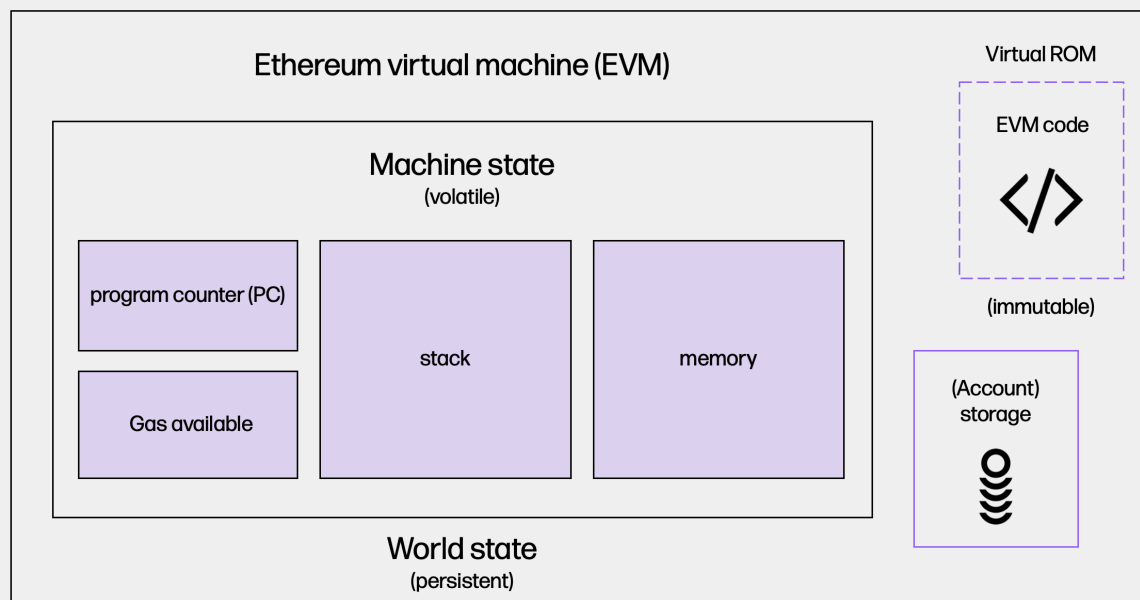 Ethereum virtual machine (EVM)
Machine state
(volatile)
program counter (PC)
Gas available
stack
memory
World state
(persistent)
Virtual ROM
EVM code
(immutable)
(Account)
storage